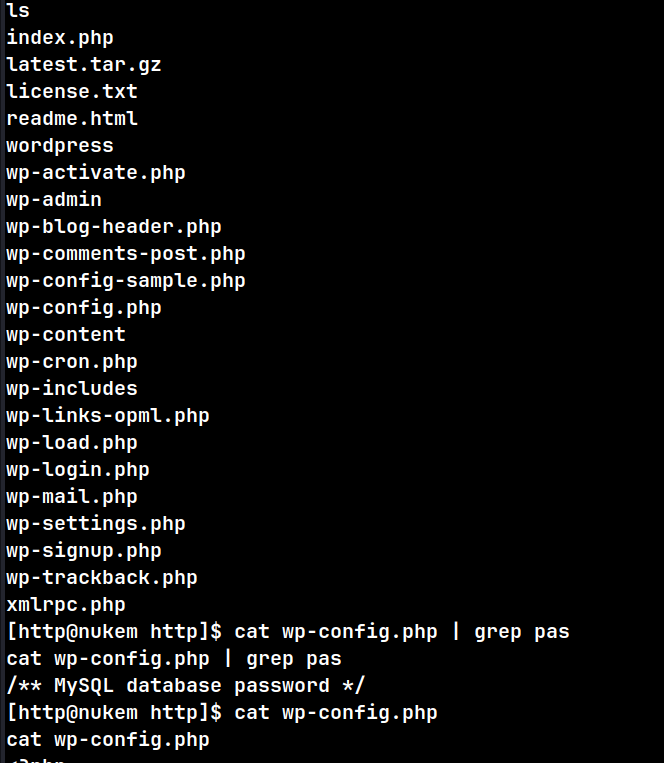 ls
index.php
latest.tar.gz
license.txt
readme.html
wordpress
wp-activate.php
wp-admin
wp-blog-header.php
wp-comments-post.php
wp-config-sample.php
wp-config.php
wp-content
wp-cron.php
wp-includes
wp-links-opml.php
wp-load.php
wp-login.php
wp-mail.php
wp-settings.php
wp-signup.php
wp-trackback.php
xmlrpc.php
[http@nukem http]$ cat wp-config.php | grep pas
cat wp-config.php | grep pas
/** MySQL database password */
[http@nukem http]$ cat wp-config.php
cat wp-config.php
<?php